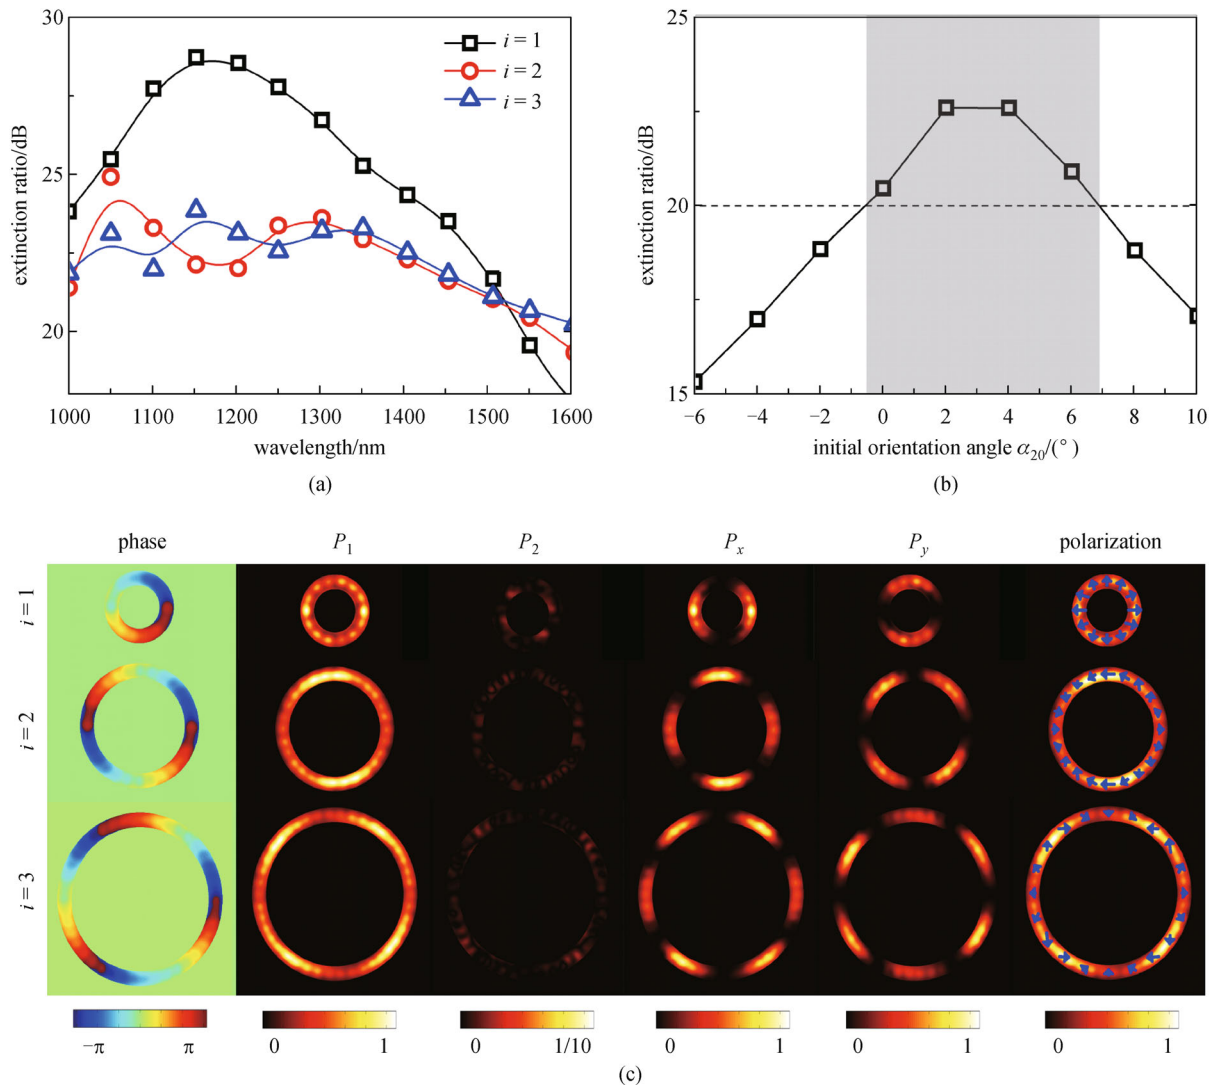 30
25
20
extinction ratio/dB
i = 1
i = 2
i = 3
1000 1100 1200 1300 1400 1500 1600
wavelength/nm
(a)
25
20
15
extinction ratio/dB
−6 −4 −2 0 2 4 6 8 10
initial orientation angle α20/(°)
(b)
phase P1 P2 Px Py polarization
i = 1
i = 2
i = 3
−π π 0 1 0 1/10 0 1 0 1 0 1
(c)